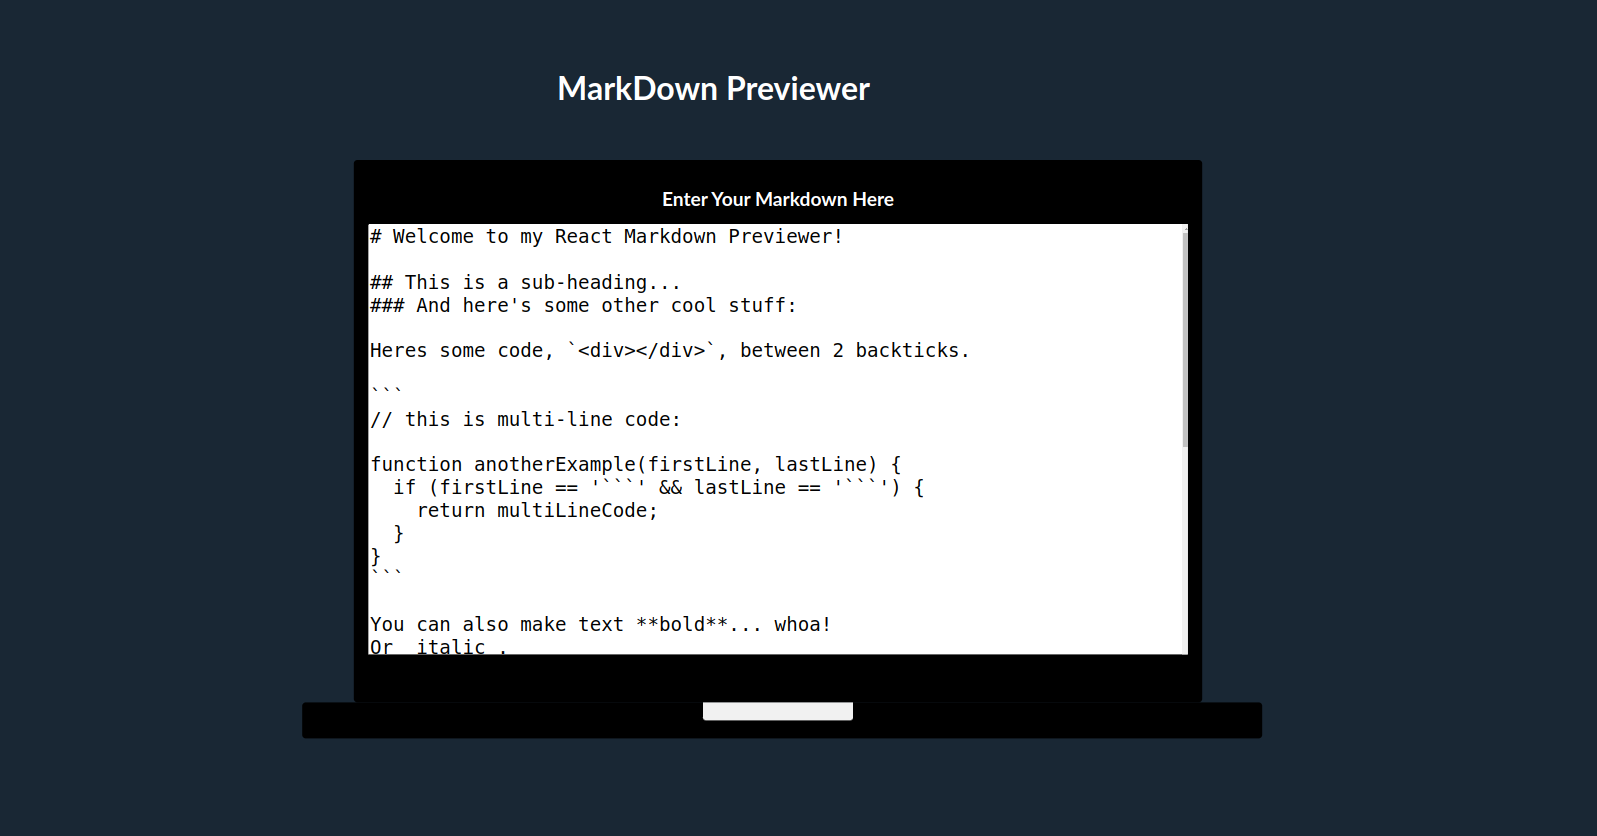 MarkDown Previewer
Enter Your Markdown Here
# Welcome to my React Markdown Previewer!
## This is a sub-heading...
### And here's some other cool stuff:
Heres some code, `<div></div>`, between 2 backticks.
```
// this is multi-line code:
function anotherExample(firstLine, lastLine) {
  if (firstLine == '```' && lastLine == '```') {
    return multiLineCode;
  }
}
```
You can also make text **bold**... whoa!
Or  italic .